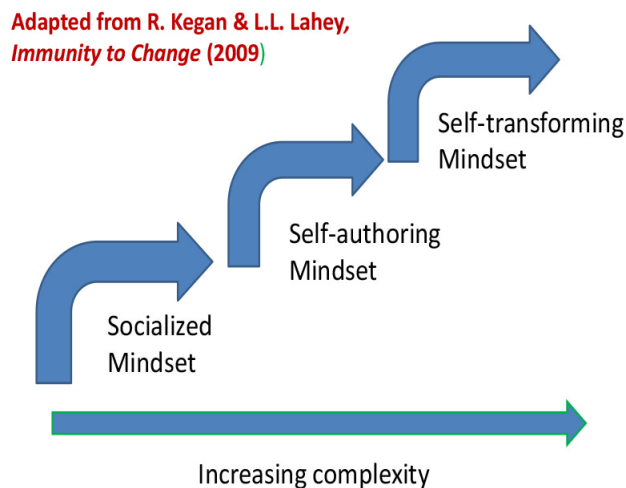 Adapted from R. Kegan & L.L. Lahey,
Immunity to Change (2009)
Self-transforming
Mindset
Self-authoring
Mindset
Socialized
Mindset
Increasing complexity